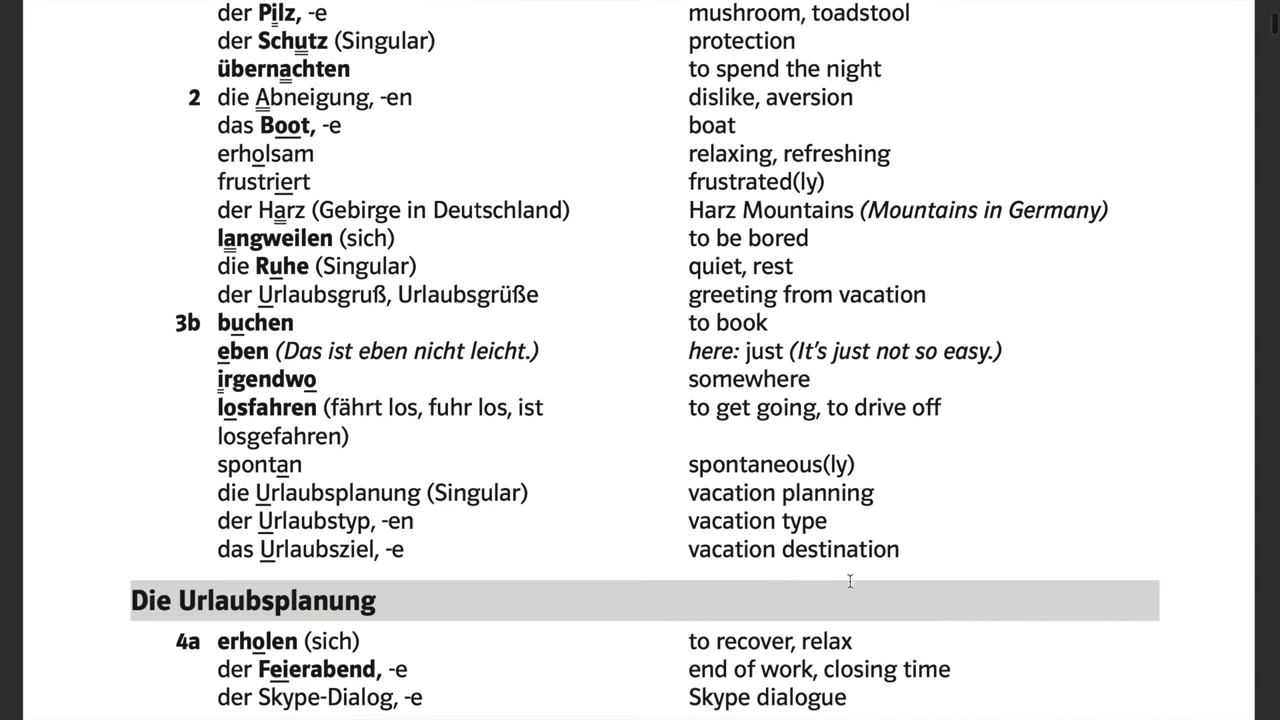 der Pilz, -e mushroom, toadstool
der Schutz (Singular) protection
übernachten to spend the night
2 die Abneigung, -en dislike, aversion
das Boot, -e boat
erholsam relaxing, refreshing
frustriert frustrated(ly)
der Harz (Gebirge in Deutschland) Harz Mountains (Mountains in Germany)
langweilen (sich) to be bored
die Ruhe (Singular) quiet, rest
der Urlaubsgruß, Urlaubsgrüße greeting from vacation
3b buchen to book
eben (Das ist eben nicht leicht.) here: just (It's just not so easy.)
irgendwo somewhere
losfahren (fährt los, fuhr los, ist to get going, to drive off
losgefahren)
spontan spontaneous(ly)
die Urlaubsplanung (Singular) vacation planning
der Urlaubstyp, -en vacation type
das Urlaubsziel, -e vacation destination
Die Urlaubsplanung
4a erholen (sich) to recover, relax
der Feierabend, -e end of work, closing time
der Skype-Dialog, -e Skype dialogue